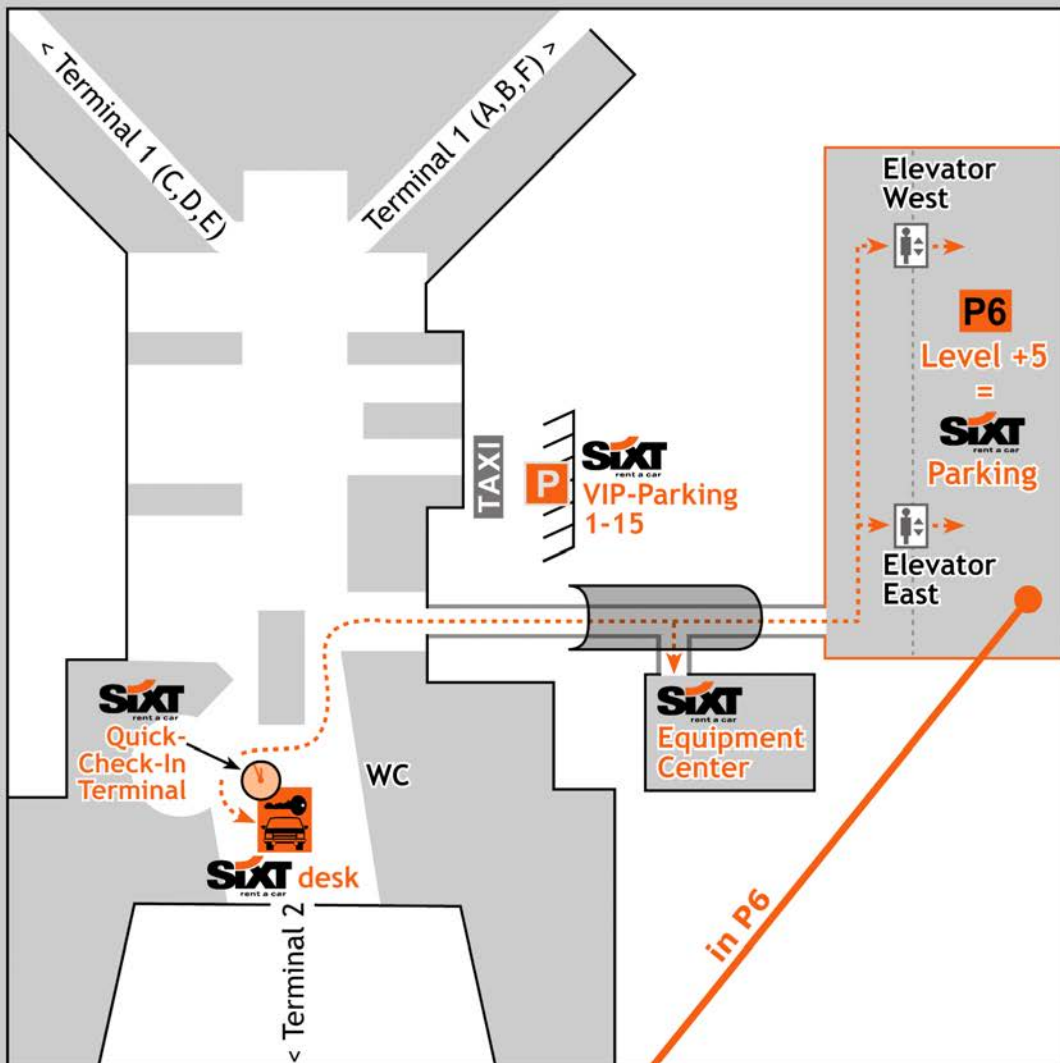 < Terminal 1 (C,D,E)
Terminal 1 (A,B,F) >
Elevator
West
P6
Level +5
=
SIXT
rent a car
Parking
Elevator
East
TAXI
P
SIXT
rent a car
VIP-Parking
1-15
SIXT
rent a car
Quick-
Check-In
Terminal
WC
SIXT
rent a car
Equipment
Center
SIXT desk
rent a car
< Terminal 2
in P6